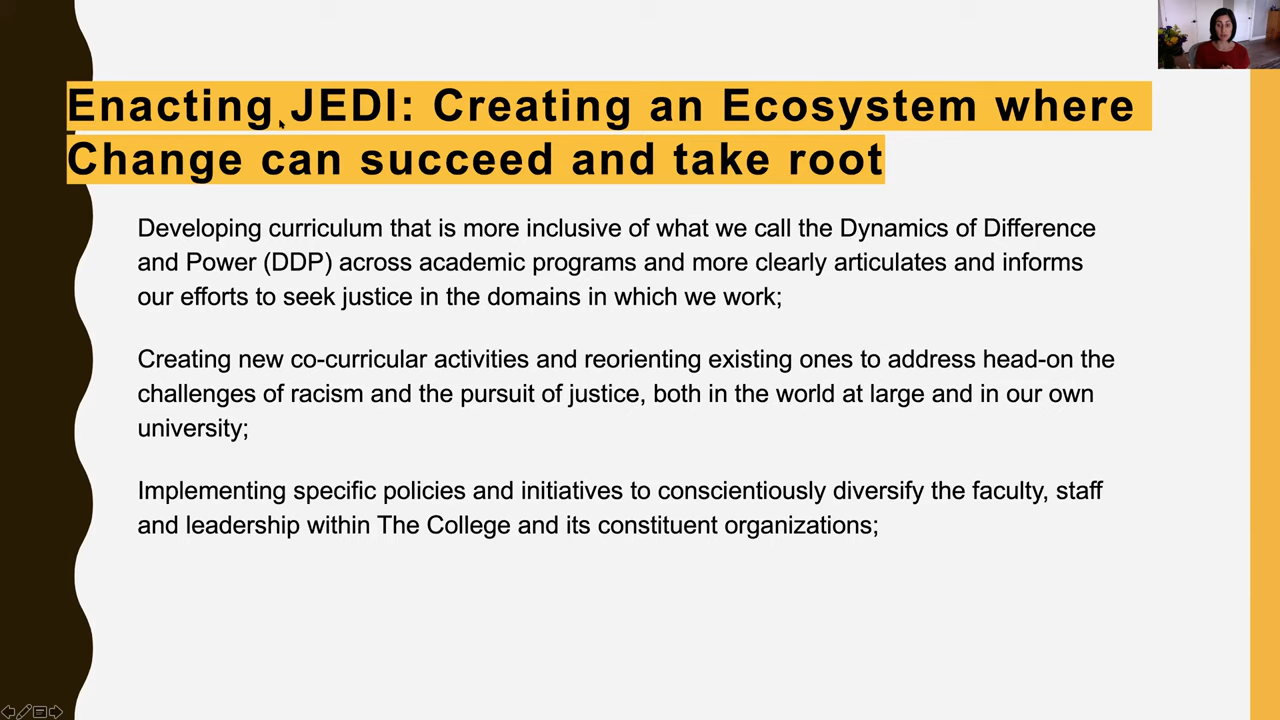 Enacting JEDI: Creating an Ecosystem where
Change can succeed and take root
Developing curriculum that is more inclusive of what we call the Dynamics of Difference
and Power (DDP) across academic programs and more clearly articulates and informs
our efforts to seek justice in the domains in which we work;
Creating new co-curricular activities and reorienting existing ones to address head-on the
challenges of racism and the pursuit of justice, both in the world at large and in our own
university;
Implementing specific policies and initiatives to conscientiously diversify the faculty, staff
and leadership within The College and its constituent organizations;